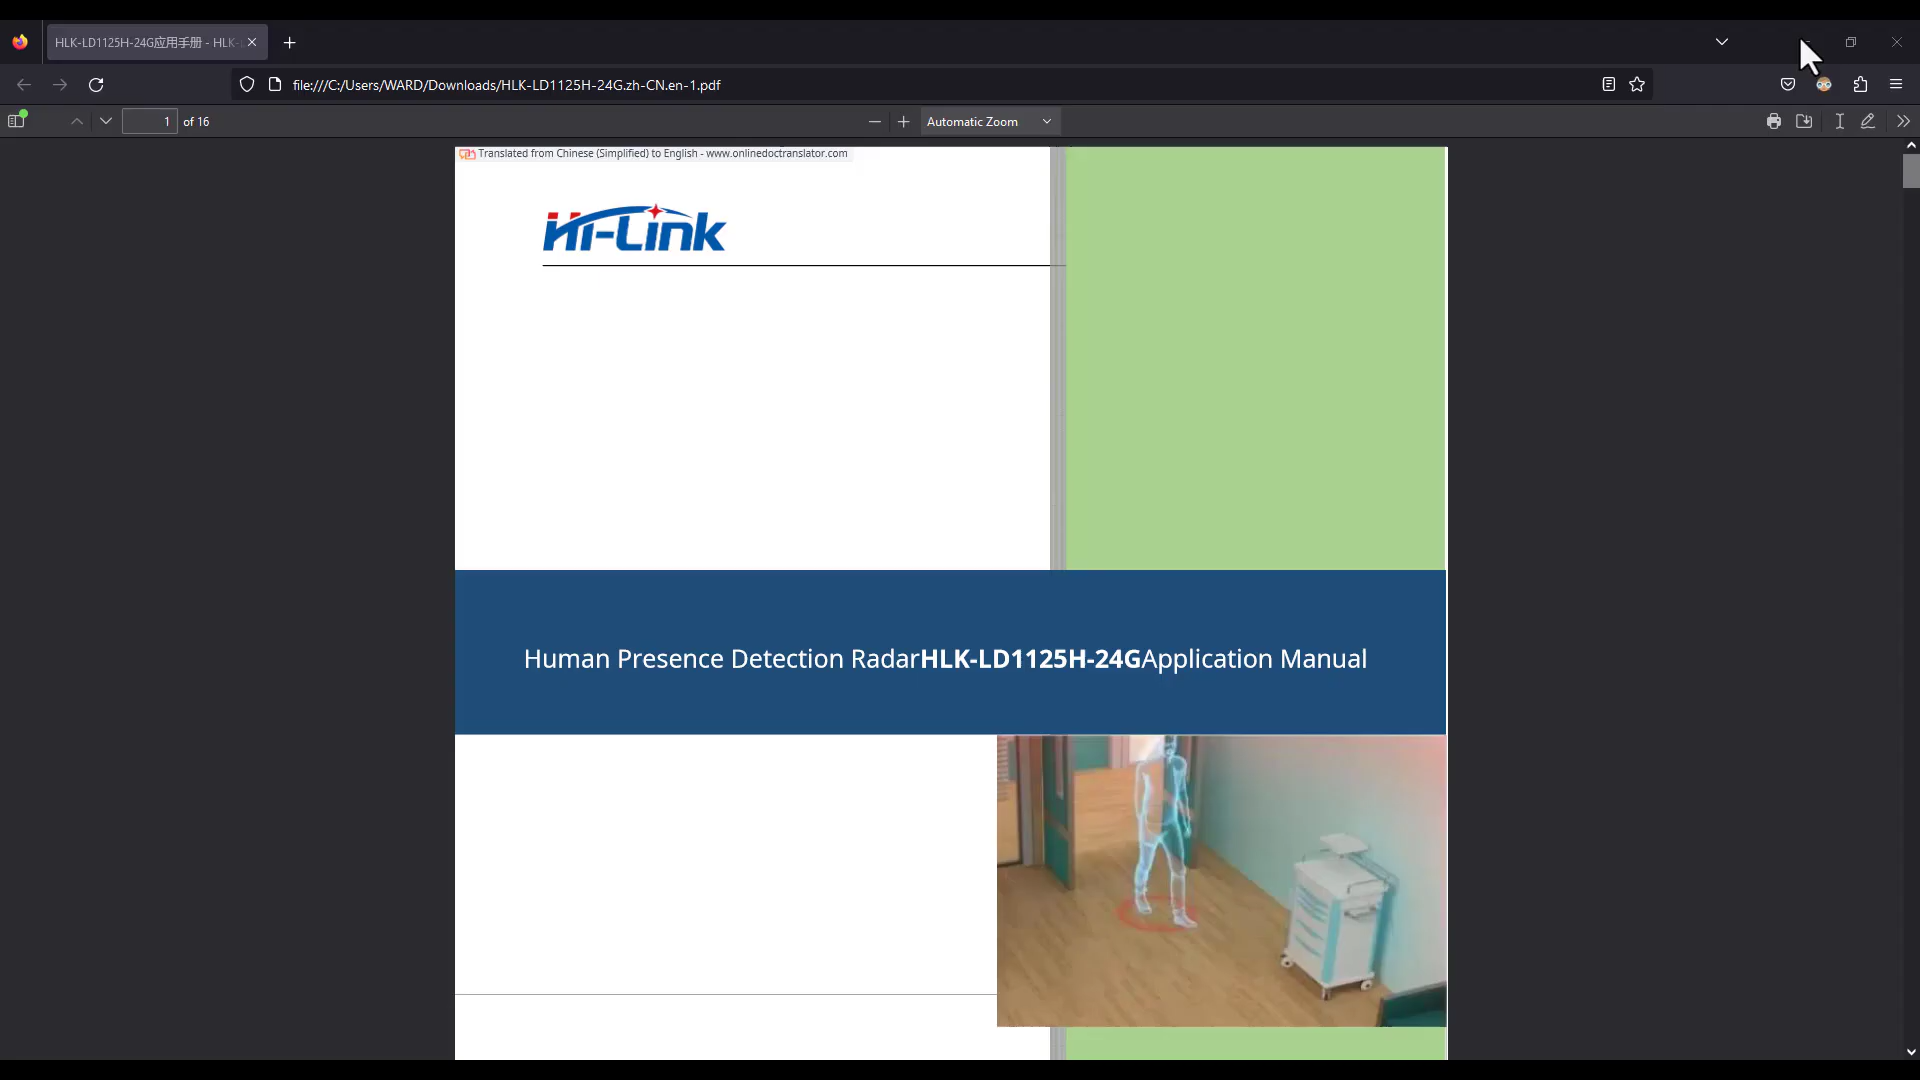 HLK-LD1125H-24G应用手册 - HLK-
file:///C:/Users/WARD/Downloads/HLK-LD1125H-24G.zh-CN.en-1.pdf
1 of 16
Automatic Zoom
Translated from Chinese (Simplified) to English - www.onlinedoctranslator.com
Hi-Link
Human Presence Detection RadarHLK-LD1125H-24GApplication Manual